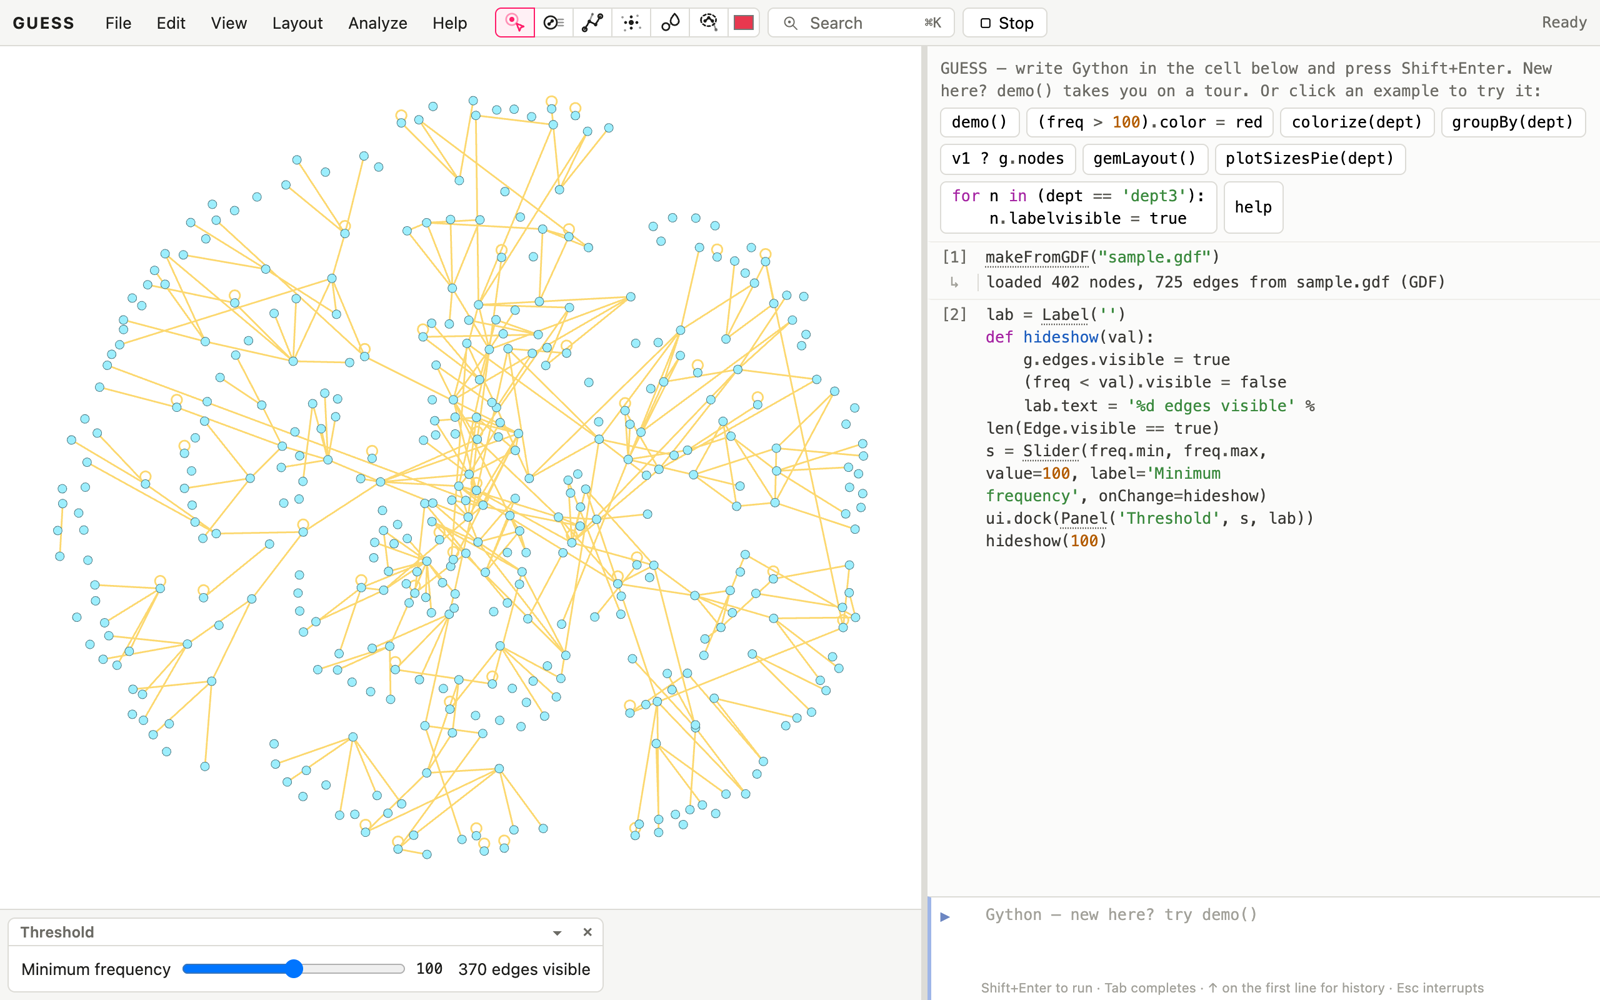 GUESS File Edit View Layout Analyze Help Search ⌘K Stop Ready
GUESS — write Gython in the cell below and press Shift+Enter. New
here? demo() takes you on a tour. Or click an example to try it:
demo() (freq > 100).color = red colorize(dept) groupBy(dept)
v1 ? g.nodes gemLayout() plotSizesPie(dept)
for n in (dept == 'dept3'):
    n.labelvisible = true
help
[1] makeFromGDF("sample.gdf")
↳ loaded 402 nodes, 725 edges from sample.gdf (GDF)
[2] lab = Label('')
def hideshow(val):
    g.edges.visible = true
    (freq < val).visible = false
    lab.text = '%d edges visible' %
len(Edge.visible == true)
s = Slider(freq.min, freq.max,
value=100, label='Minimum
frequency', onChange=hideshow)
ui.dock(Panel('Threshold', s, lab))
hideshow(100)
Gython — new here? try demo()
Shift+Enter to run · Tab completes · ↑ on the first line for history · Esc interrupts
Threshold
Minimum frequency 100 370 edges visible